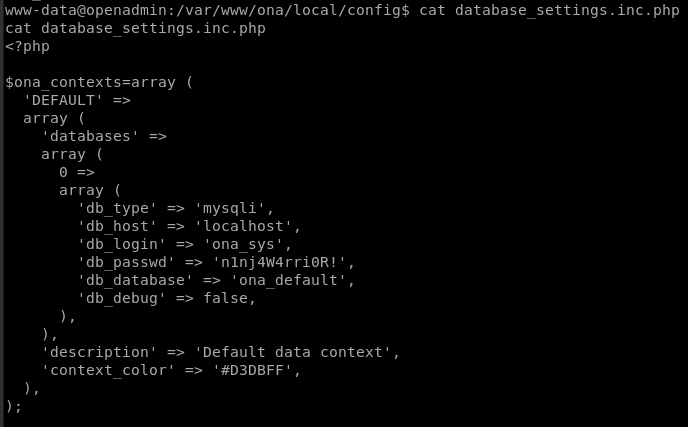 www-data@openadmin:/var/www/ona/local/config$ cat database_settings.inc.php
cat database_settings.inc.php
<?php

$ona_contexts=array (
  'DEFAULT' =>
  array (
    'databases' =>
    array (
      0 =>
      array (
        'db_type' => 'mysqli',
        'db_host' => 'localhost',
        'db_login' => 'ona_sys',
        'db_passwd' => 'n1nj4W4rri0R!',
        'db_database' => 'ona_default',
        'db_debug' => false,
      ),
    ),
    'description' => 'Default data context',
    'context_color' => '#D3DBFF',
  ),
);